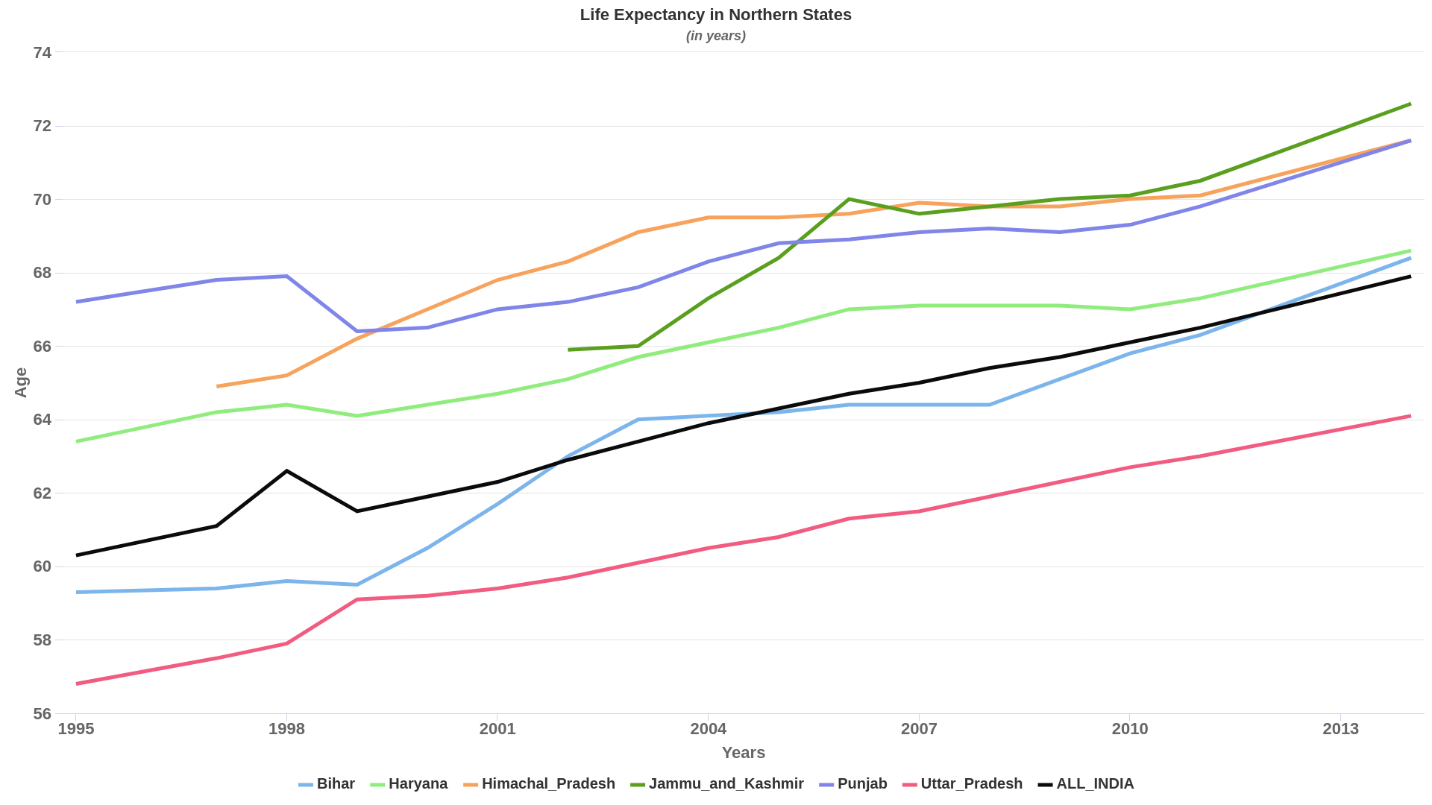 Life Expectancy in Northern States
(in years)
74
72
70
68
66
64
62
60
58
56
Age
1995 1998 2001 2004 2007 2010 2013
Years
Bihar Haryana Himachal_Pradesh Jammu_and_Kashmir Punjab Uttar_Pradesh ALL_INDIA